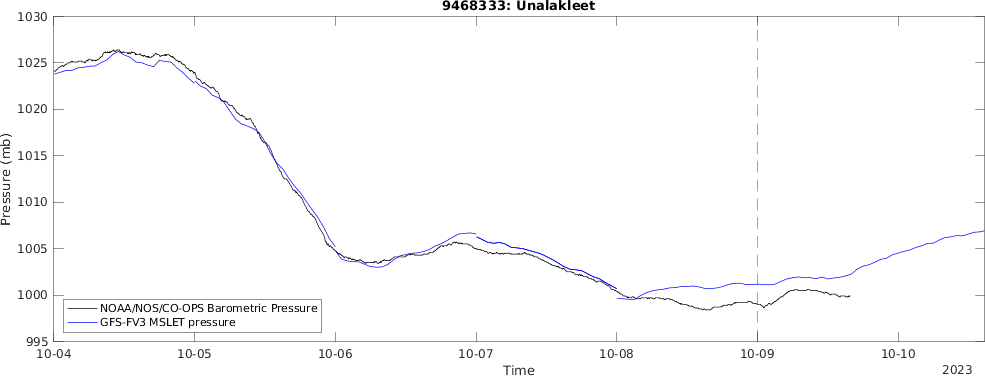 9468333: Unalakleet
1030
1025
1020
1015
1010
1005
1000
995
Pressure (mb)
NOAA/NOS/CO-OPS Barometric Pressure
GFS-FV3 MSLET pressure
10-04 10-05 10-06 10-07 10-08 10-09 10-10
Time
2023